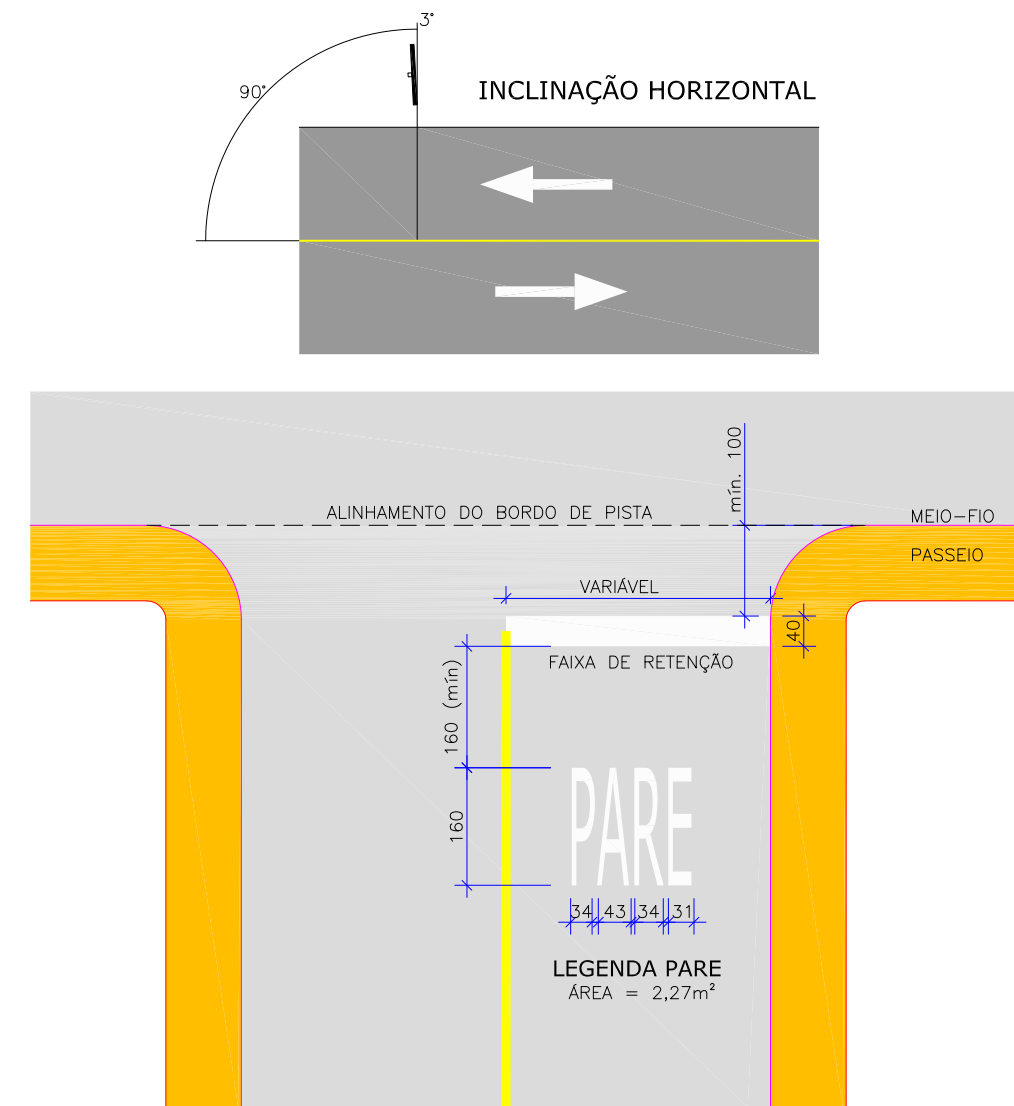 3°
90°
INCLINAÇÃO HORIZONTAL
mín. 100
ALINHAMENTO DO BORDO DE PISTA
MEIO-FIO
PASSEIO
VARIÁVEL
40
FAIXA DE RETENÇÃO
160 (mín)
160
PARE
34 43 34 31
LEGENDA PARE
ÁREA = 2,27m²